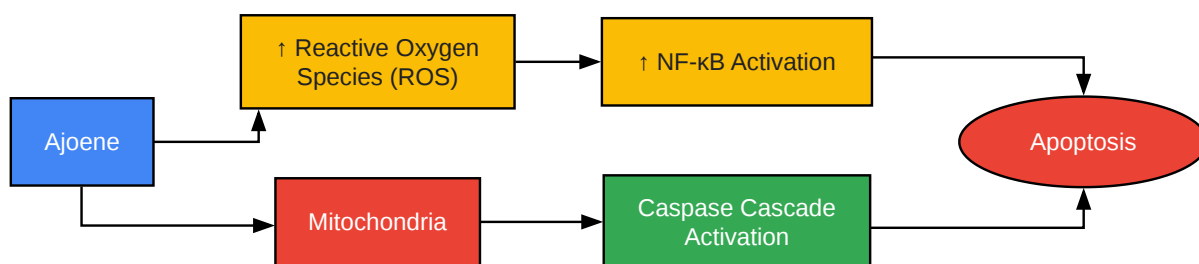 ↑ Reactive Oxygen
Species (ROS)
↑ NF-κB Activation
Ajoene
Apoptosis
Mitochondria
Caspase Cascade
Activation